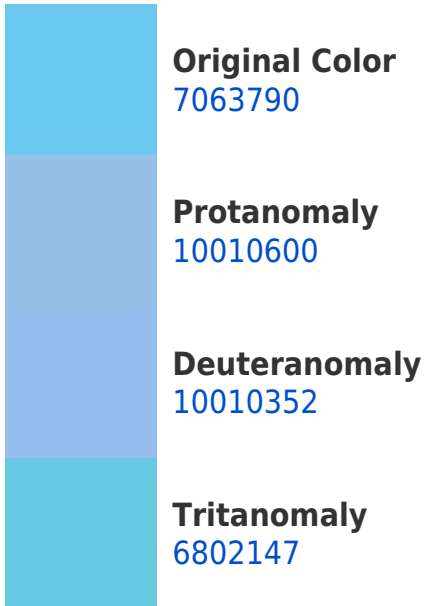 Original Color
7063790
Protanomaly
10010600
Deuteranomaly
10010352
Tritanomaly
6802147